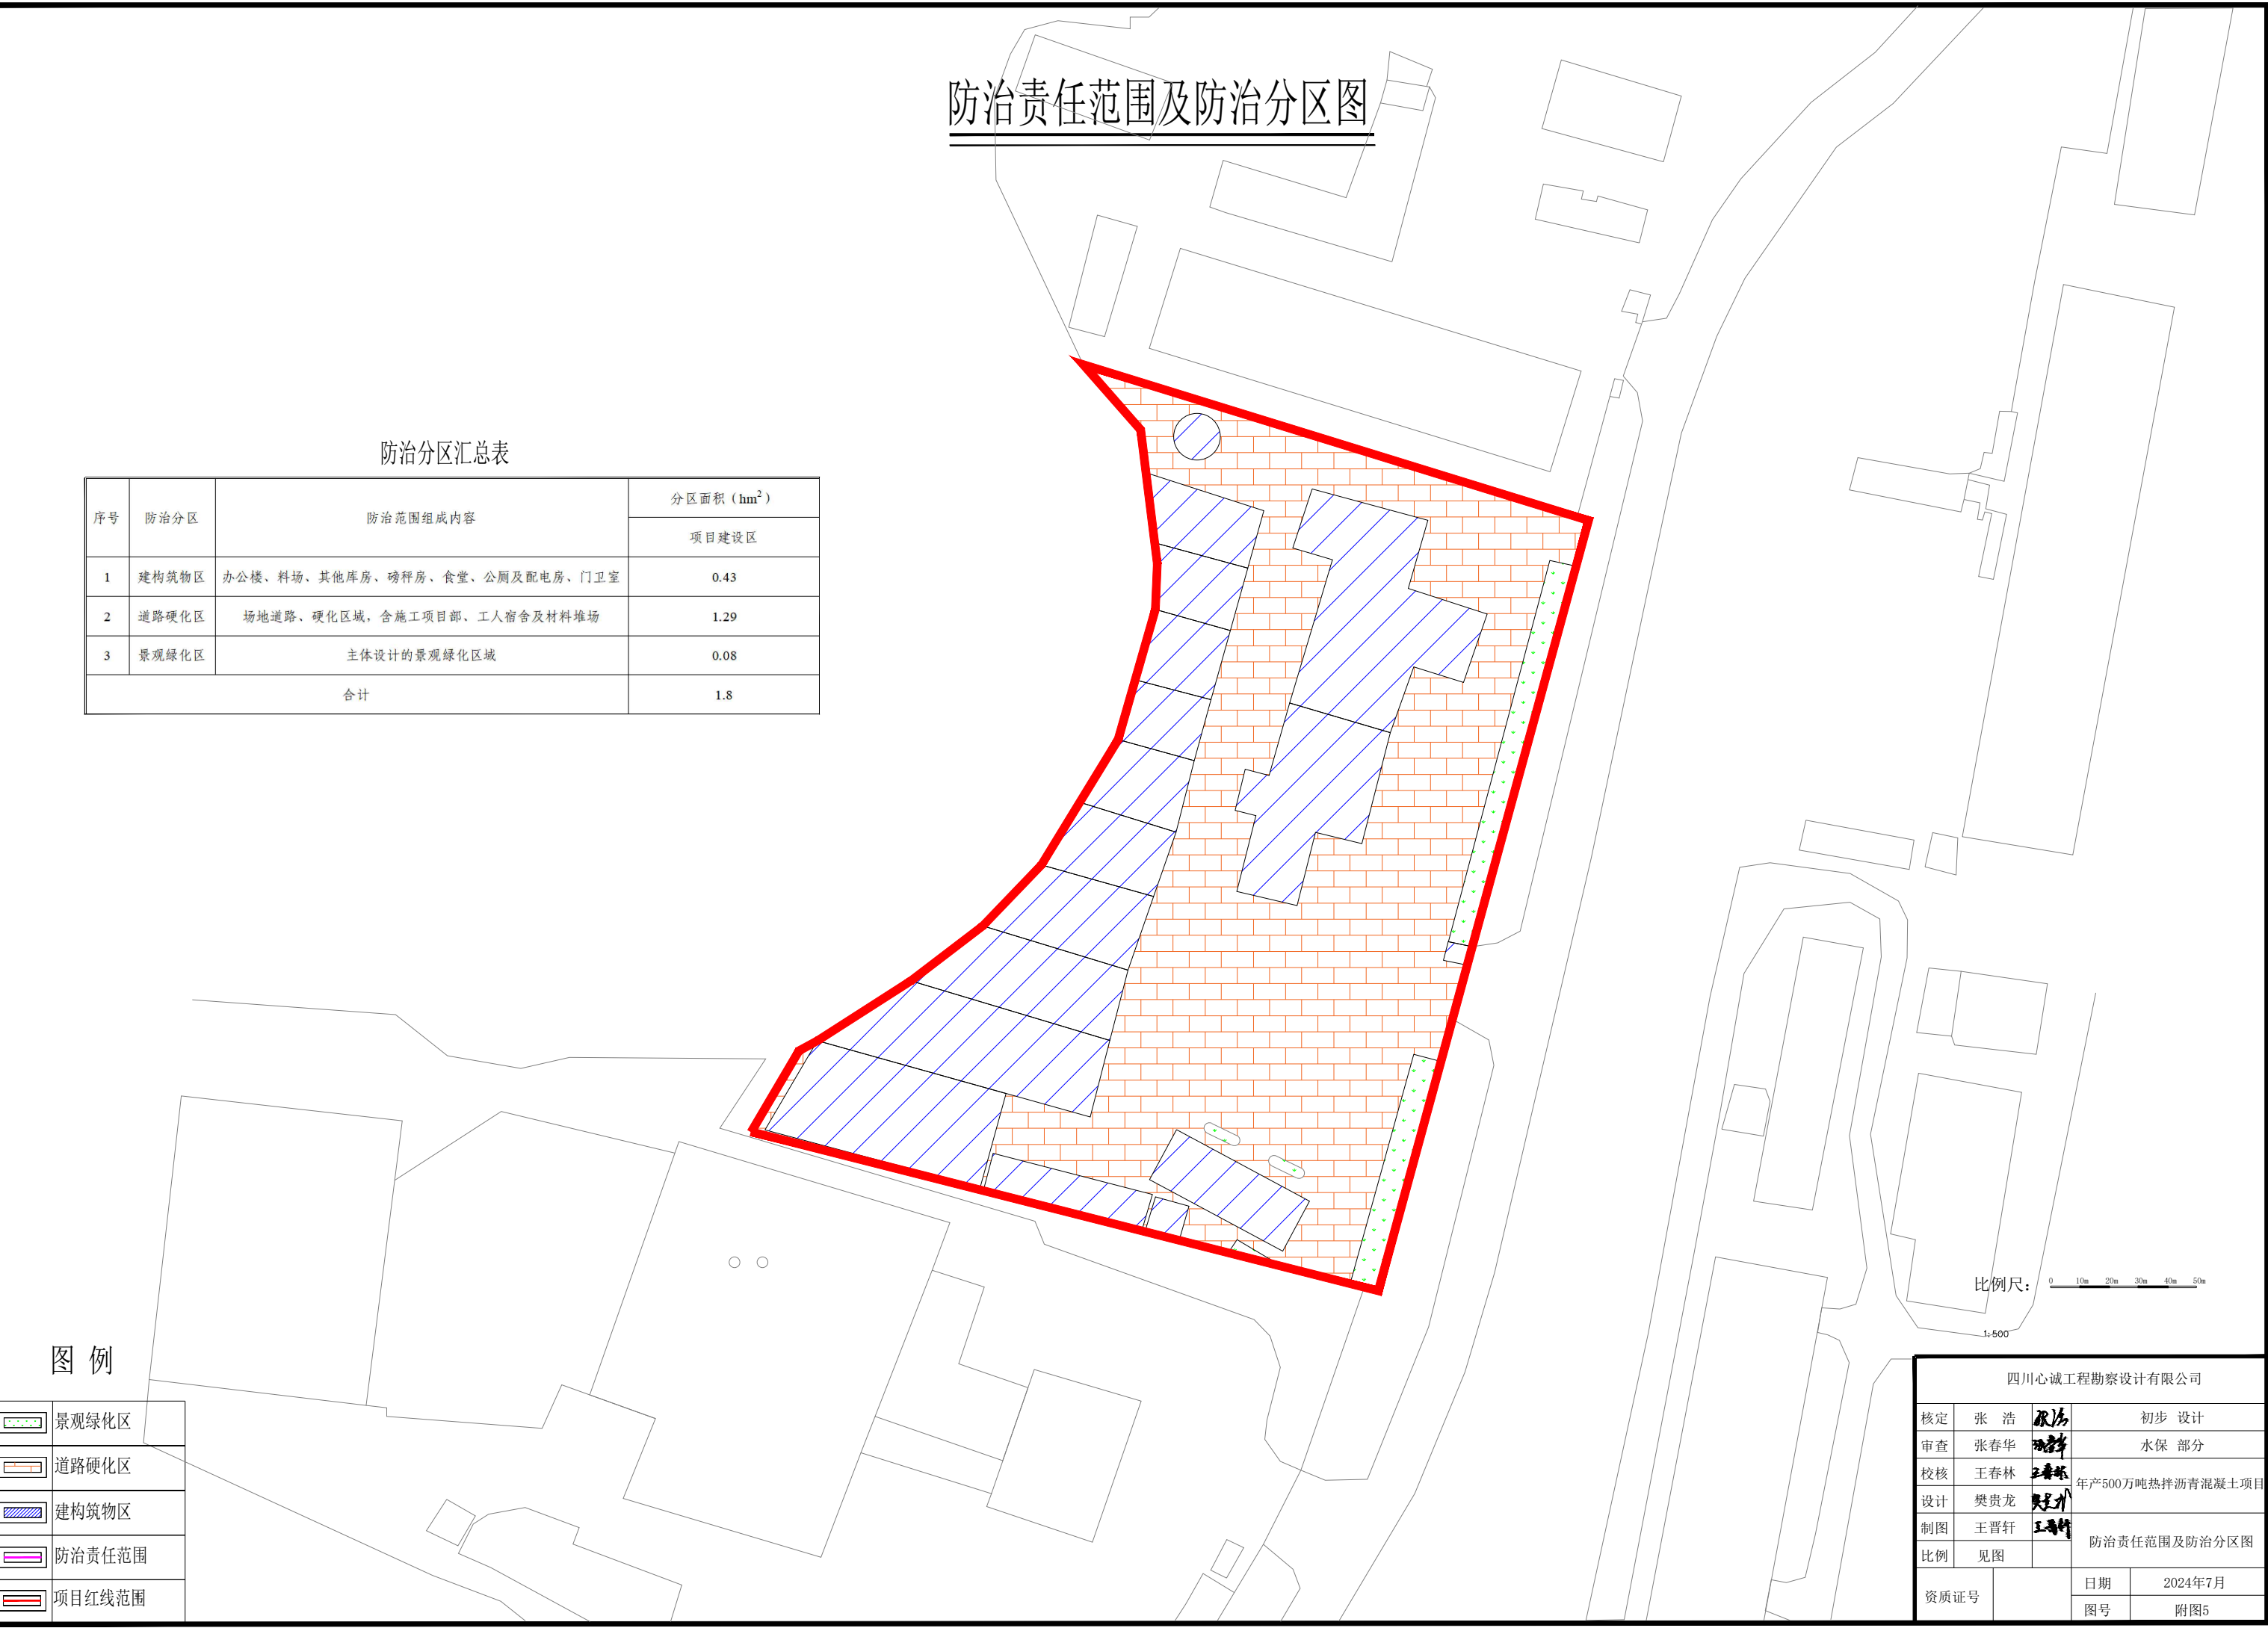 防治责任范围及防治分区图
防治分区汇总表
序号 防治分区 防治范围组成内容 分区面积（hm²）
项目建设区
1 建构筑物区 办公楼、料场、其他库房、磅秤房、食堂、公厕及配电房、门卫室 0.43
2 道路硬化区 场地道路、硬化区域，含施工项目部、工人宿舍及材料堆场 1.29
3 景观绿化区 主体设计的景观绿化区域 0.08
合计 1.8
比例尺：
0 10m 20m 30m 40m 50m
1:500
图 例
景观绿化区
道路硬化区
建构筑物区
防治责任范围
项目红线范围
四川心诚工程勘察设计有限公司
核定 张 浩 张浩 初步 设计
审查 张春华 张春华 水保 部分
校核 王春林 王春林 年产500万吨热拌沥青混凝土项目
设计 樊贵龙
制图 王晋轩 王晋轩 防治责任范围及防治分区图
比例 见图
资质证号 日期 2024年7月
图号 附图5